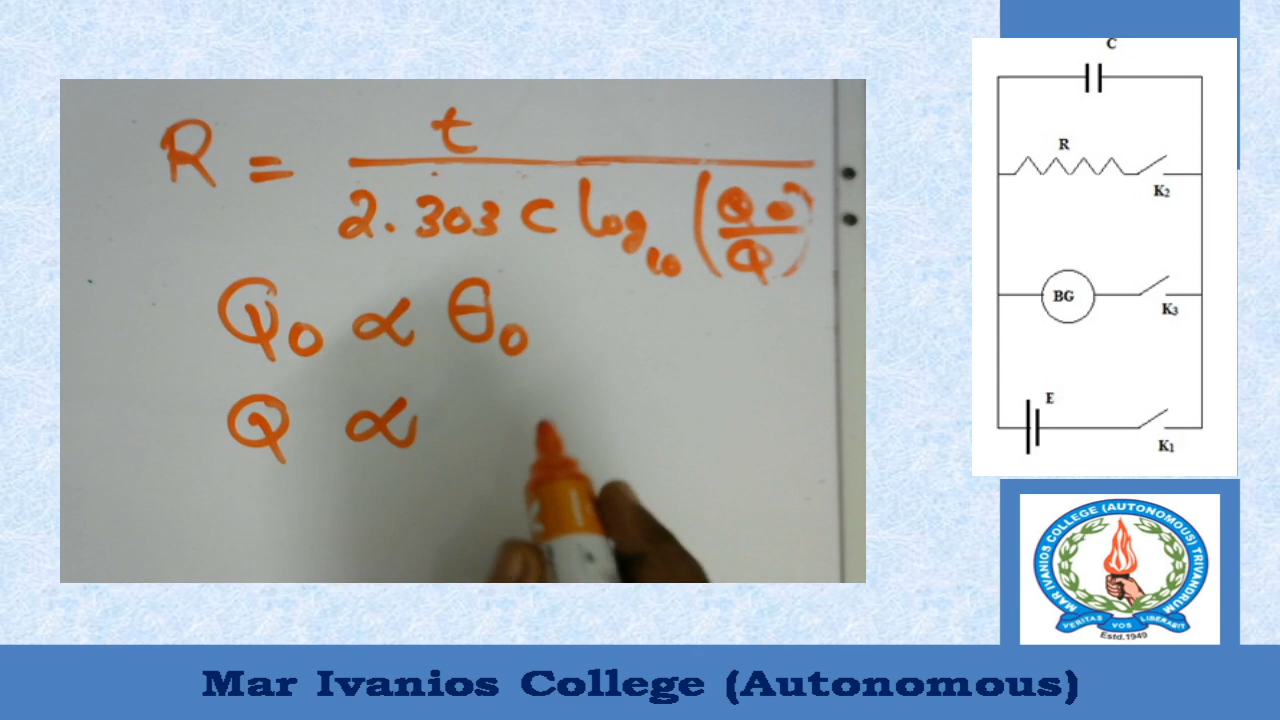 R = t / 2.303 C log₁₀ (Q₀/Q)
Q₀ ∝ θ₀
Q ∝
C
R
K₂
BG
K₃
E
K₁
MAR IVANIOS COLLEGE (AUTONOMOUS) TRIVANDRUM
VERITAS VOS LIBERABIT
Estd.1949
Mar Ivanios College (Autonomous)